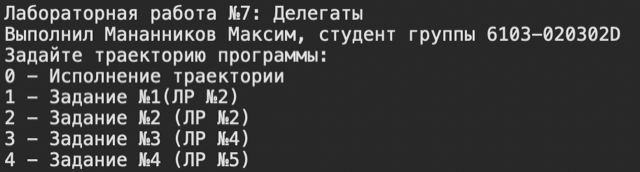 Лабораторная работа №7: Делегаты
Выполнил Мананников Максим, студент группы 6103-020302D
Задайте траекторию программы:
0 - Исполнение траектории
1 - Задание №1(ЛР №2)
2 - Задание №2 (ЛР №2)
3 - Задание №3 (ЛР №4)
4 - Задание №4 (ЛР №5)